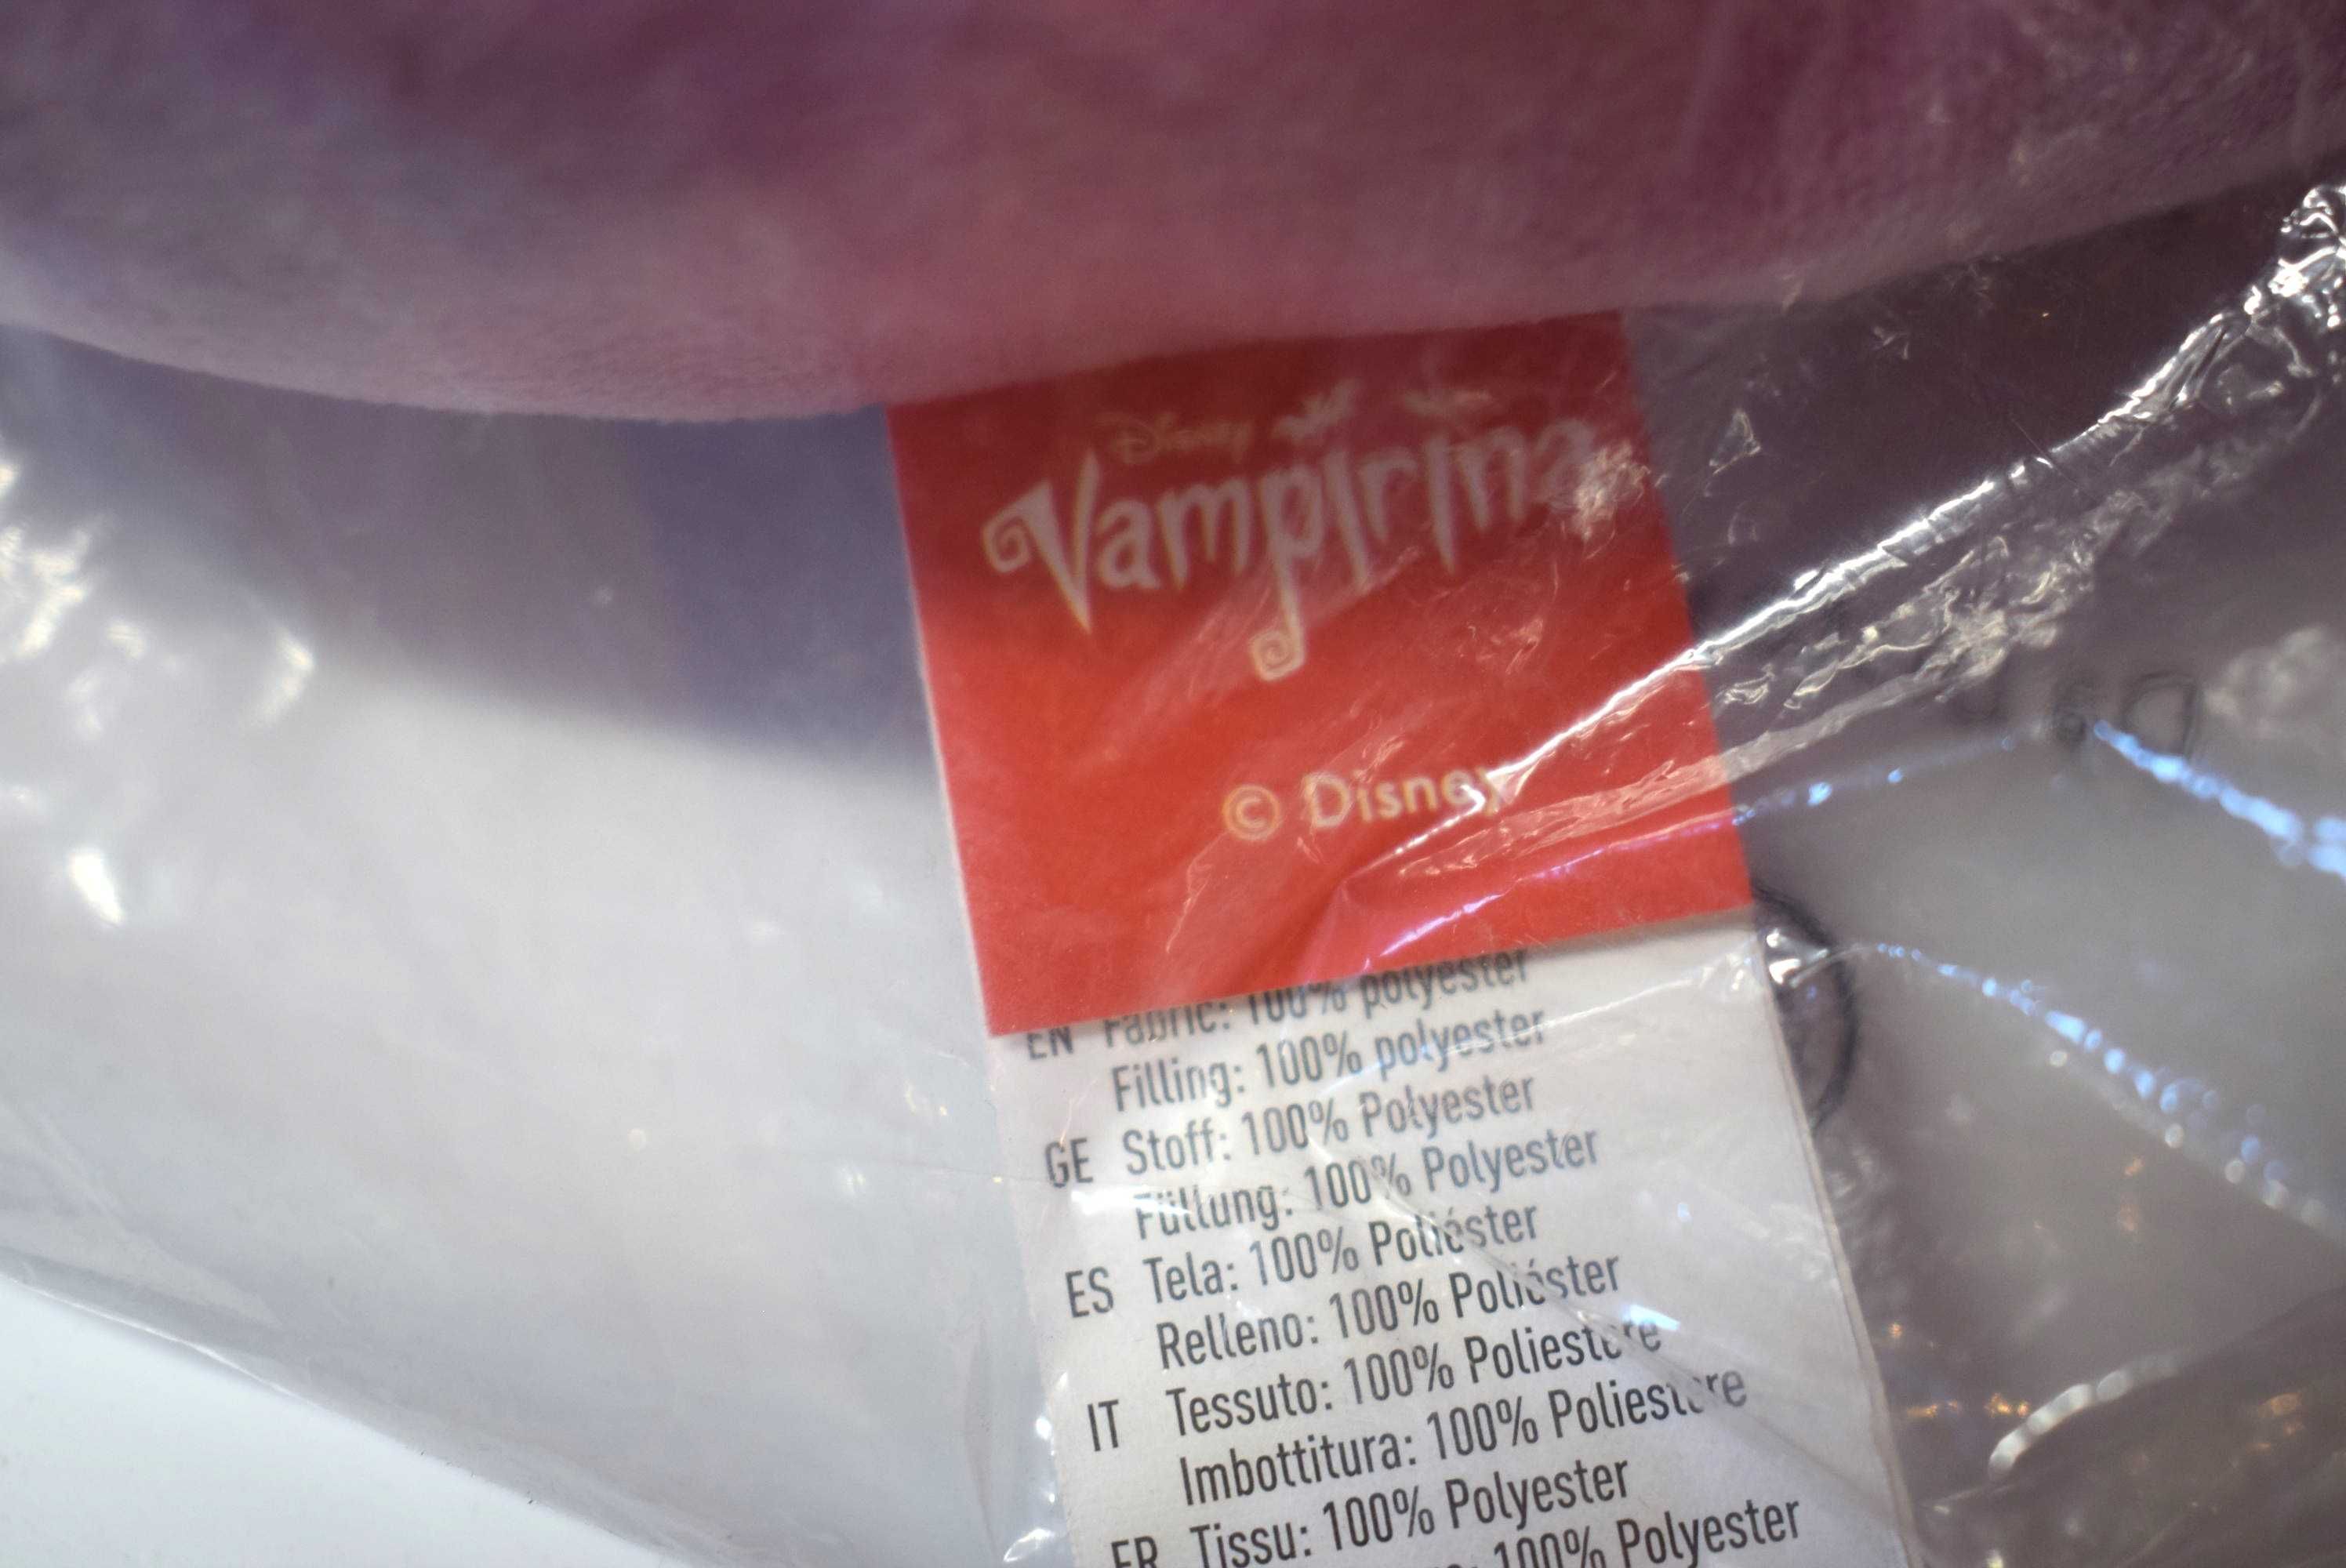 Disney
Vampirina
© Disney
EN Fabric: 100% polyester
Filling: 100% polyester
GE Stoff: 100% Polyester
Füllung: 100% Polyester
ES Tela: 100% Poliéster
Relleno: 100% Poliéster
IT Tessuto: 100% Poliestere
Imbottitura: 100% Poliestere
FR Tissu: 100% Polyester
100% Polyester